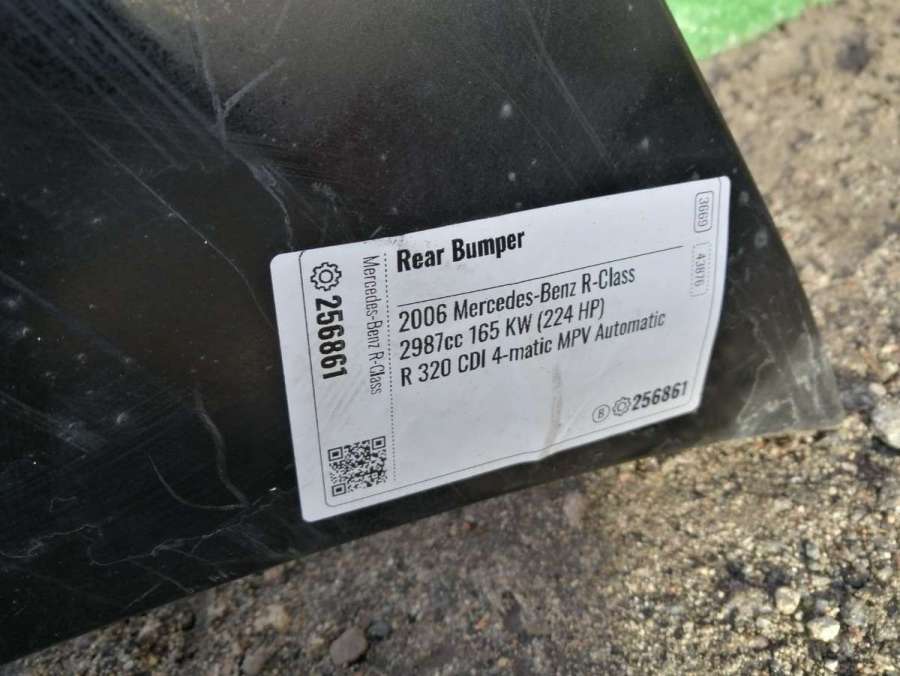 256861
Mercedes-Benz R-Class
Rear Bumper
2006 Mercedes-Benz R-Class
2987cc 165 KW (224 HP)
R 320 CDI 4-matic MPV Automatic
B 256861
3669
43876